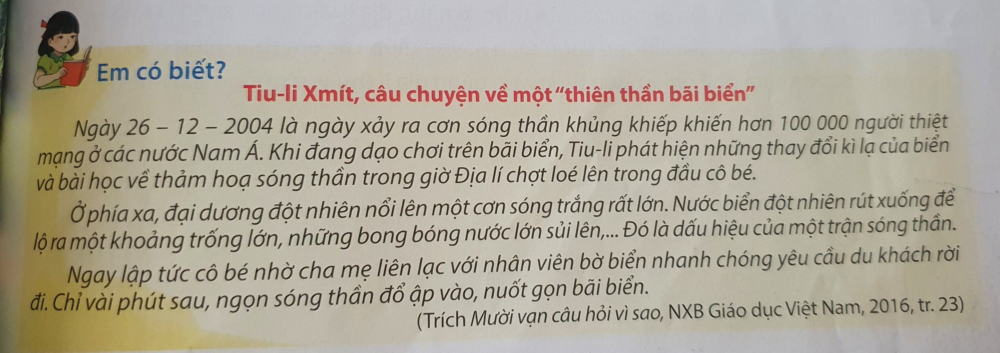 Em có biết?
Tiu-li Xmít, câu chuyện về một “thiên thần bãi biển”
Ngày 26 – 12 – 2004 là ngày xảy ra cơn sóng thần khủng khiếp khiến hơn 100 000 người thiệt
mạng ở các nước Nam Á. Khi đang dạo chơi trên bãi biển, Tiu-li phát hiện những thay đổi kì lạ của biển
và bài học về thảm hoạ sóng thần trong giờ Địa lí chợt loé lên trong đầu cô bé.
Ở phía xa, đại dương đột nhiên nổi lên một cơn sóng trắng rất lớn. Nước biển đột nhiên rút xuống để
lộ ra một khoảng trống lớn, những bong bóng nước lớn sủi lên,... Đó là dấu hiệu của một trận sóng thần.
Ngay lập tức cô bé nhờ cha mẹ liên lạc với nhân viên bờ biển nhanh chóng yêu cầu du khách rời
đi. Chỉ vài phút sau, ngọn sóng thần đổ ập vào, nuốt gọn bãi biển.
(Trích Mười vạn câu hỏi vì sao, NXB Giáo dục Việt Nam, 2016, tr. 23)